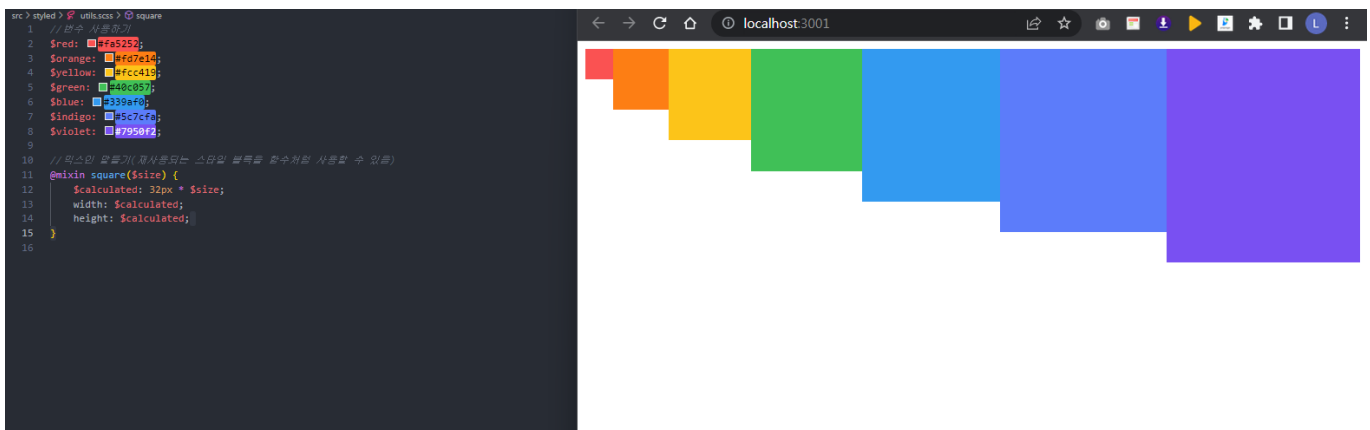 src > styled > utils.scss > square
1 //변수 사용하기
2 $red: #fa5252;
3 $orange: #fd7e14;
4 $yellow: #fcc419;
5 $green: #40c057;
6 $blue: #339af0;
7 $indigo: #5c7cfa;
8 $violet: #7950f2;
9
10 //믹스인 만들기(재사용되는 스타일 블록을 함수처럼 사용할 수 있음)
11 @mixin square($size) {
12 $calculated: 32px * $size;
13 width: $calculated;
14 height: $calculated;
15 }
16
localhost:3001
L